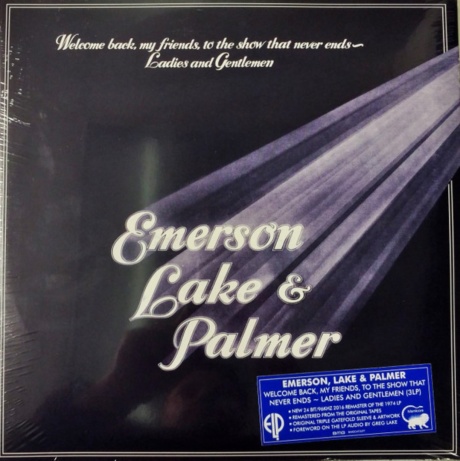 Welcome back, my friends, to the show that never ends~
Ladies and Gentlemen
Emerson
Lake &
Palmer
EMERSON, LAKE & PALMER
WELCOME BACK, MY FRIENDS, TO THE SHOW THAT
NEVER ENDS ~ LADIES AND GENTLEMEN (3LP)
• NEW 24 BIT/96KHZ 2016 REMASTER OF THE 1974 LP
• REMASTERED FROM THE ORIGINAL TAPES
• ORIGINAL TRIPLE GATEFOLD SLEEVE & ARTWORK
• FOREWORD ON THE LP AUDIO BY GREG LAKE
ELP